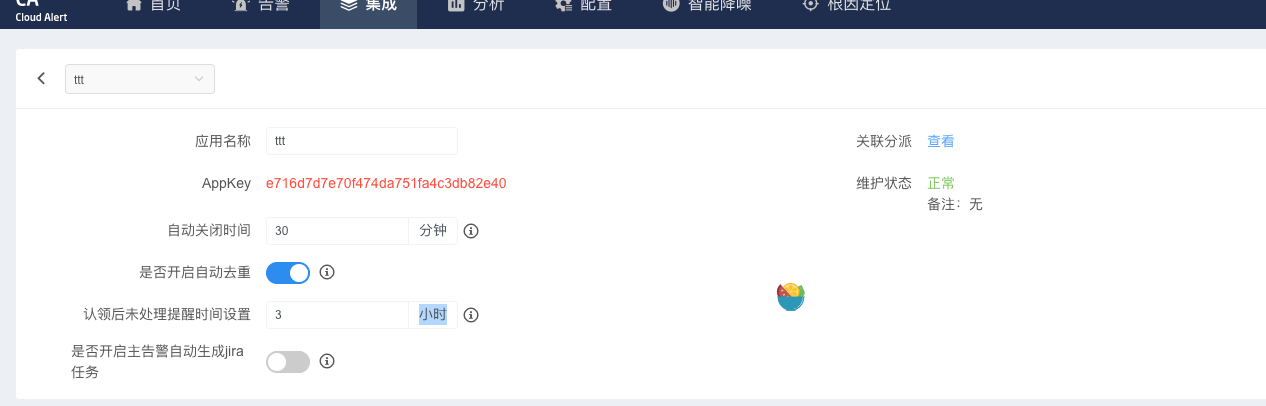 CA
Cloud Alert
首页
告警
集成
分析
配置
智能降噪
根因定位
ttt
应用名称 ttt
关联分派 查看
AppKey e716d7d7e70f474da751fa4c3db82e40
维护状态 正常
备注：无
自动关闭时间 30 分钟
是否开启自动去重
认领后未处理提醒时间设置 3 小时
是否开启主告警自动生成jira
任务